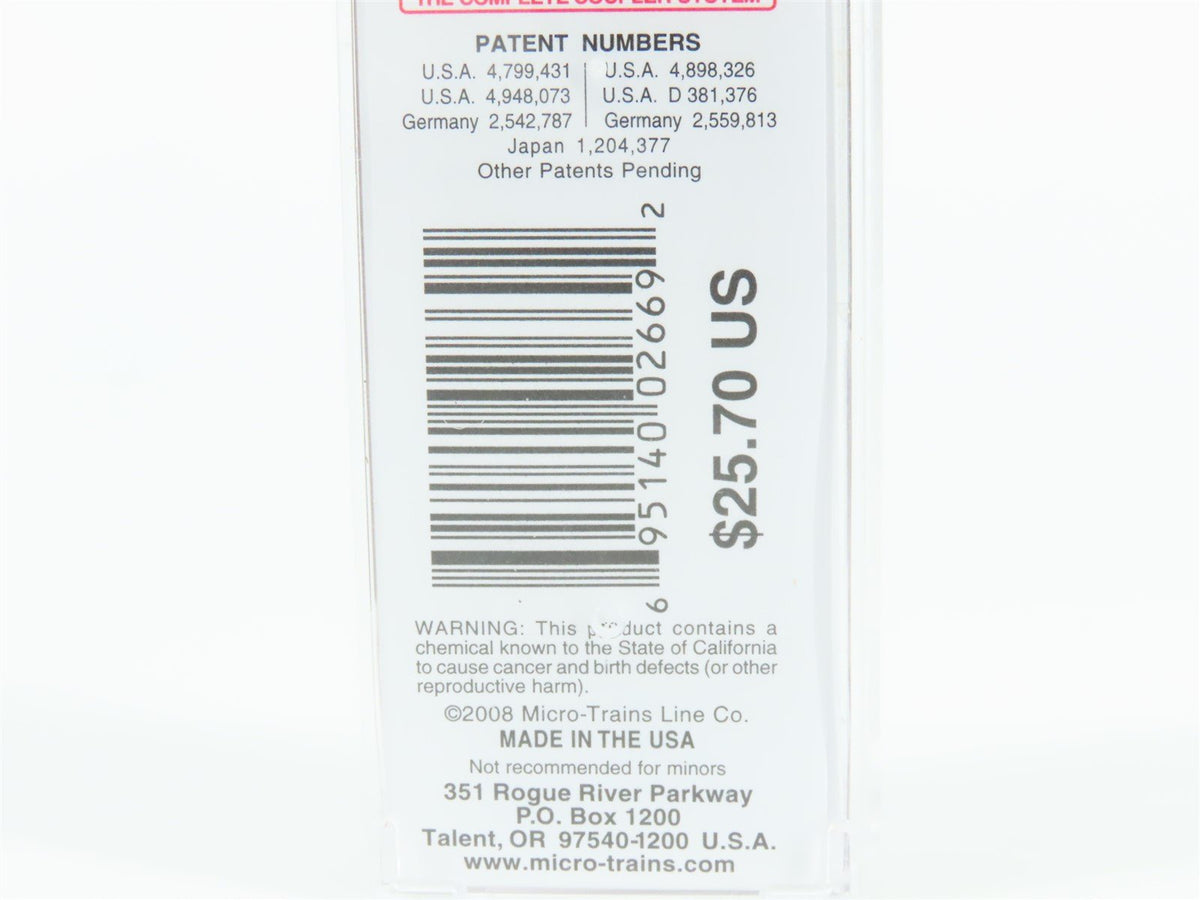 THE COMPLETE COUPLER SYSTEM
PATENT NUMBERS
U.S.A. 4,799,431 | U.S.A. 4,898,326
U.S.A. 4,948,073 | U.S.A. D 381,376
Germany 2,542,787 | Germany 2,559,813
Japan 1,204,377
Other Patents Pending
6 95140 02669 2
$25.70 US
WARNING: This product contains a
chemical known to the State of California
to cause cancer and birth defects (or other
reproductive harm).
©2008 Micro-Trains Line Co.
MADE IN THE USA
Not recommended for minors
351 Rogue River Parkway
P.O. Box 1200
Talent, OR 97540-1200 U.S.A.
www.micro-trains.com